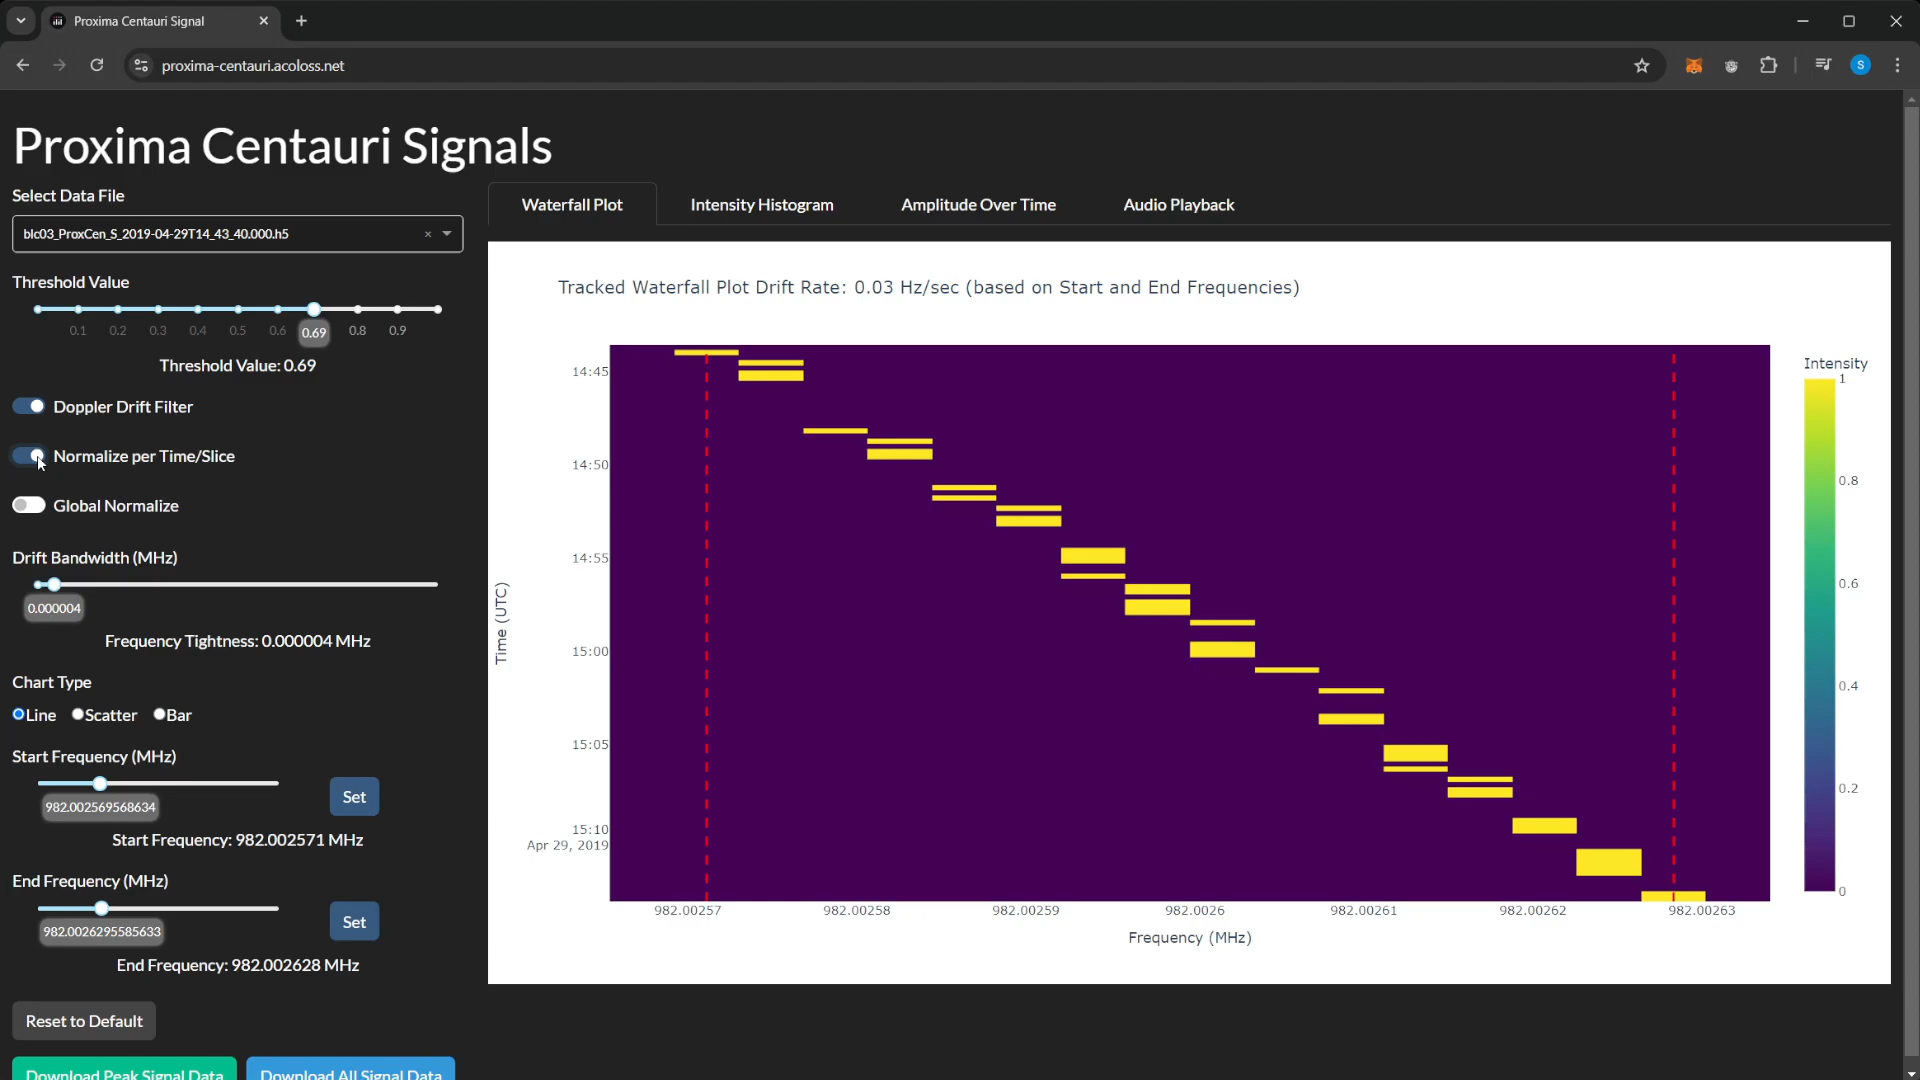 Proxima Centauri Signal
proxima-centauri.acoloss.net
S
Proxima Centauri Signals
Select Data File
blc03_ProxCen_S_2019-04-29T14_43_40.000.h5
×
Threshold Value
0.1 0.2 0.3 0.4 0.5 0.6 0.69 0.8 0.9
Threshold Value: 0.69
Doppler Drift Filter
Normalize per Time/Slice
Global Normalize
Drift Bandwidth (MHz)
0.000004
Frequency Tightness: 0.000004 MHz
Chart Type
Line Scatter Bar
Start Frequency (MHz)
982.002569568634
Set
Start Frequency: 982.002571 MHz
End Frequency (MHz)
982.0026295585633
Set
End Frequency: 982.002628 MHz
Reset to Default
Download Peak Signal Data Download All Signal Data
Waterfall Plot Intensity Histogram Amplitude Over Time Audio Playback
Tracked Waterfall Plot Drift Rate: 0.03 Hz/sec (based on Start and End Frequencies)
Time (UTC)
14:45
14:50
14:55
15:00
15:05
15:10
Apr 29, 2019
982.00257 982.00258 982.00259 982.0026 982.00261 982.00262 982.00263
Frequency (MHz)
Intensity
1
0.8
0.6
0.4
0.2
0